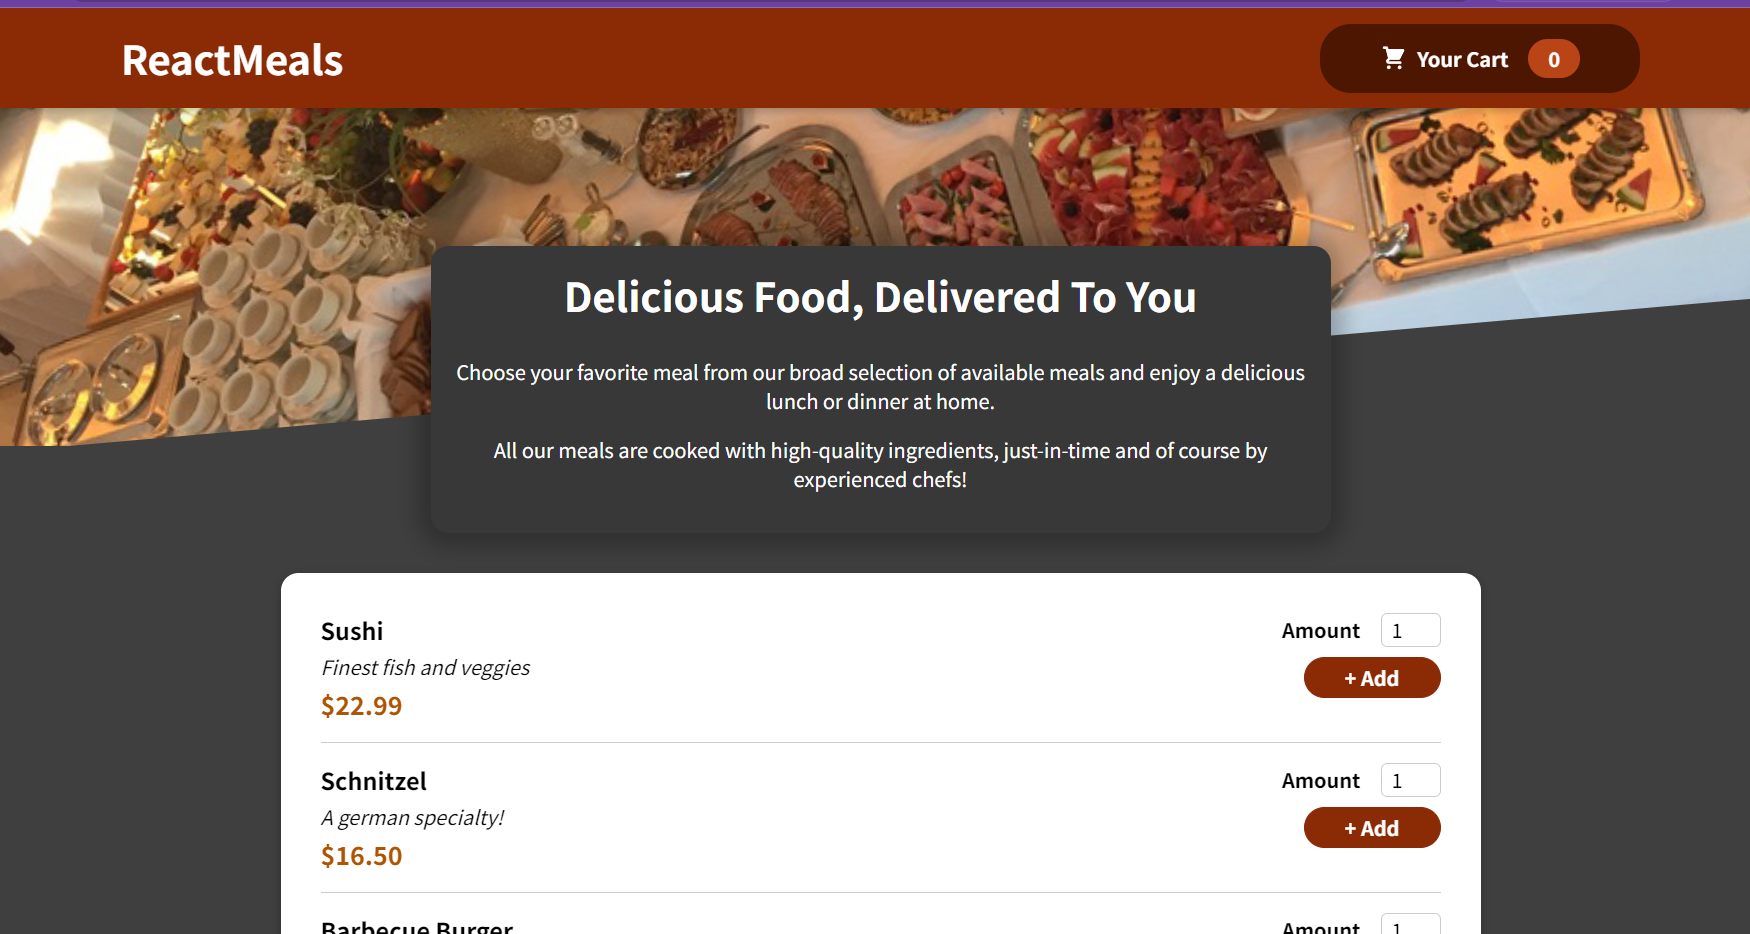 ReactMeals
Your Cart 0
Delicious Food, Delivered To You
Choose your favorite meal from our broad selection of available meals and enjoy a delicious
lunch or dinner at home.
All our meals are cooked with high-quality ingredients, just-in-time and of course by
experienced chefs!
Sushi
Amount 1
Finest fish and veggies
+ Add
$22.99
Schnitzel
Amount 1
A german specialty!
+ Add
$16.50
Barbecue Burger
Amount 1